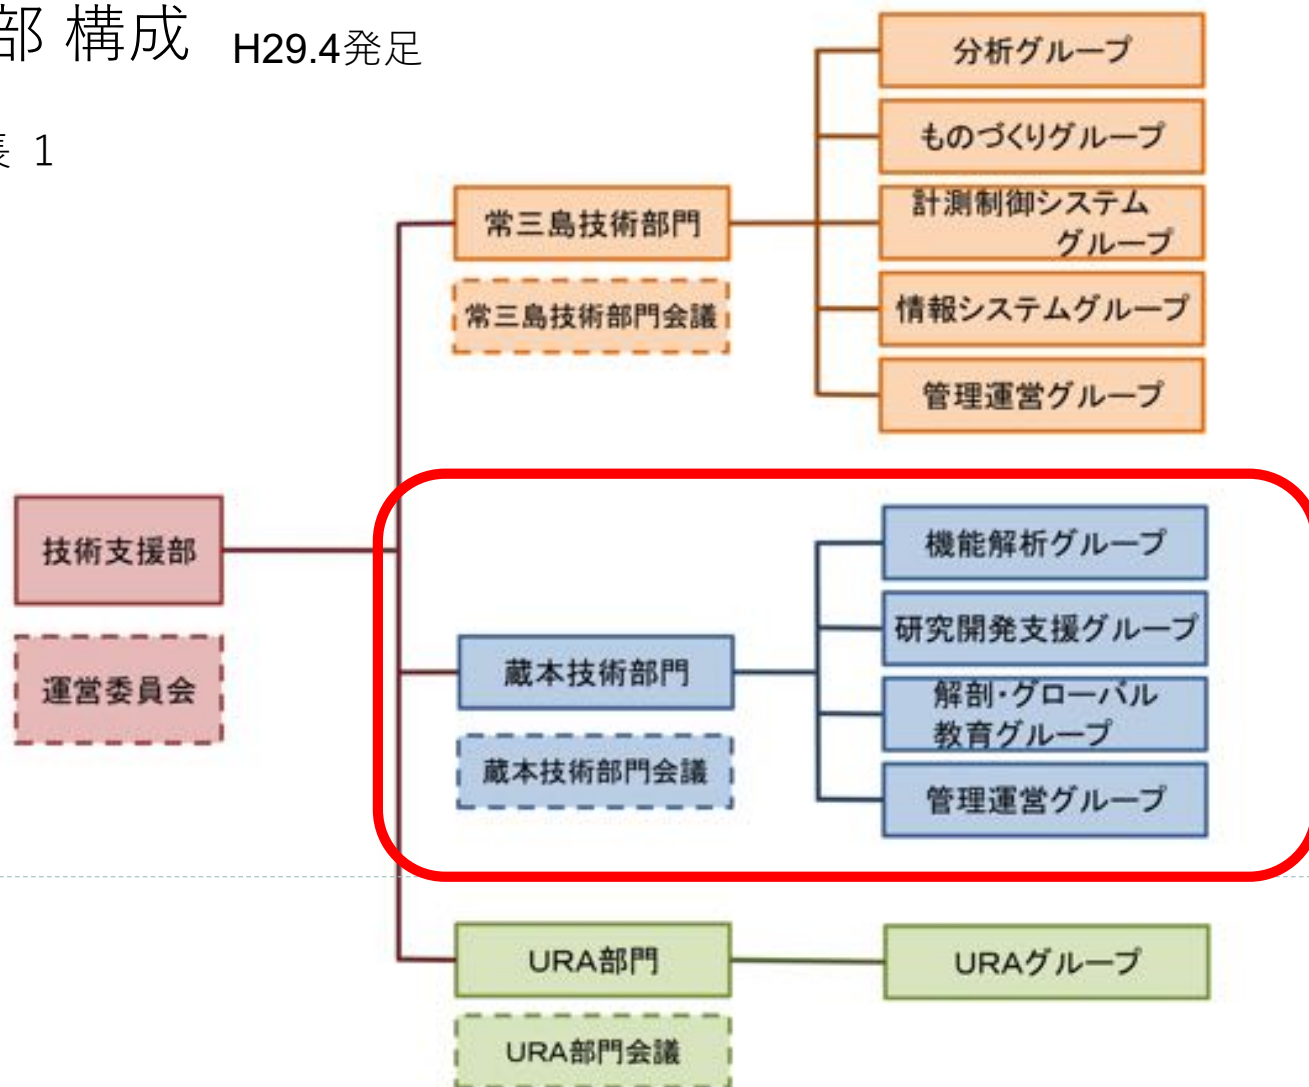 部 構成 H29.4発足
長 1
分析グループ
ものづくりグループ
計測制御システム
グループ
情報システムグループ
管理運営グループ
常三島技術部門
常三島技術部門会議
技術支援部
運営委員会
蔵本技術部門
蔵本技術部門会議
機能解析グループ
研究開発支援グループ
解剖・グローバル
教育グループ
管理運営グループ
URA部門
URAグループ
URA部門会議